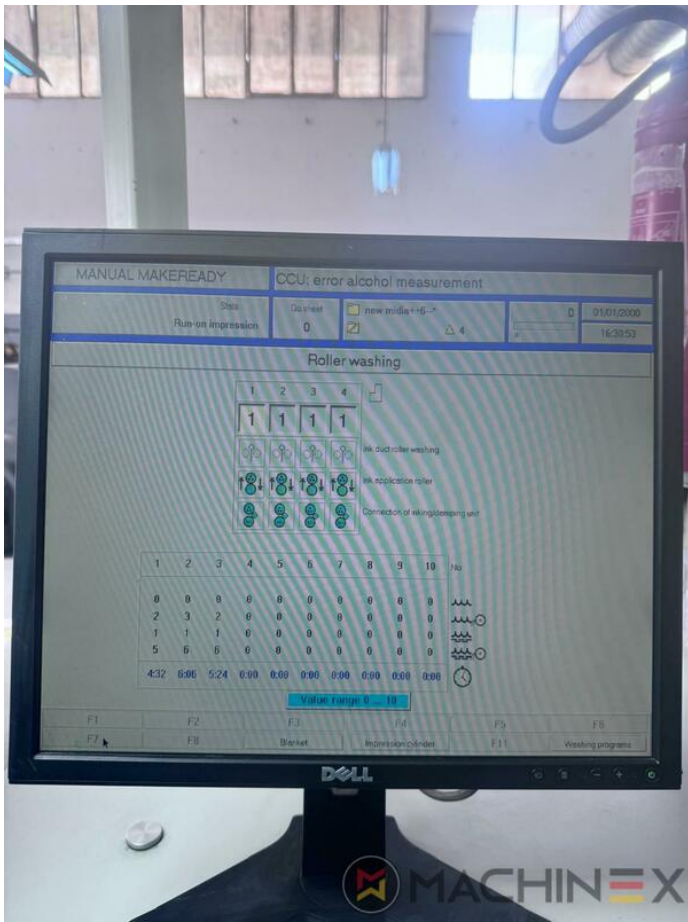 MANUAL MAKEREADY
CCU; error alcohol measurement
State
Run-on impression
Go.sheet
0
new midia++6--^
4
0
01/01/2000
16:30:53
Roller washing
1 2 3 4
1 1 1 1
ink duct roller washing
ink application roller
Connection of inking/damping unit
1 2 3 4 5 6 7 8 9 10 No.
0 0 0 0 0 0 0 0 0 0
2 3 2 0 0 0 0 0 0 0
1 1 1 0 0 0 0 0 0 0
5 6 6 0 0 0 0 0 0 0
4:32 6:06 5:24 0:00 0:00 0:00 0:00 0:00 0:00 0:00
Value range 0 ... 10
F1 F2 F3 F4 F5 F6
F7 F8 Blanket Impression cylinder F11 Washing programs
DELL
MACHINEX